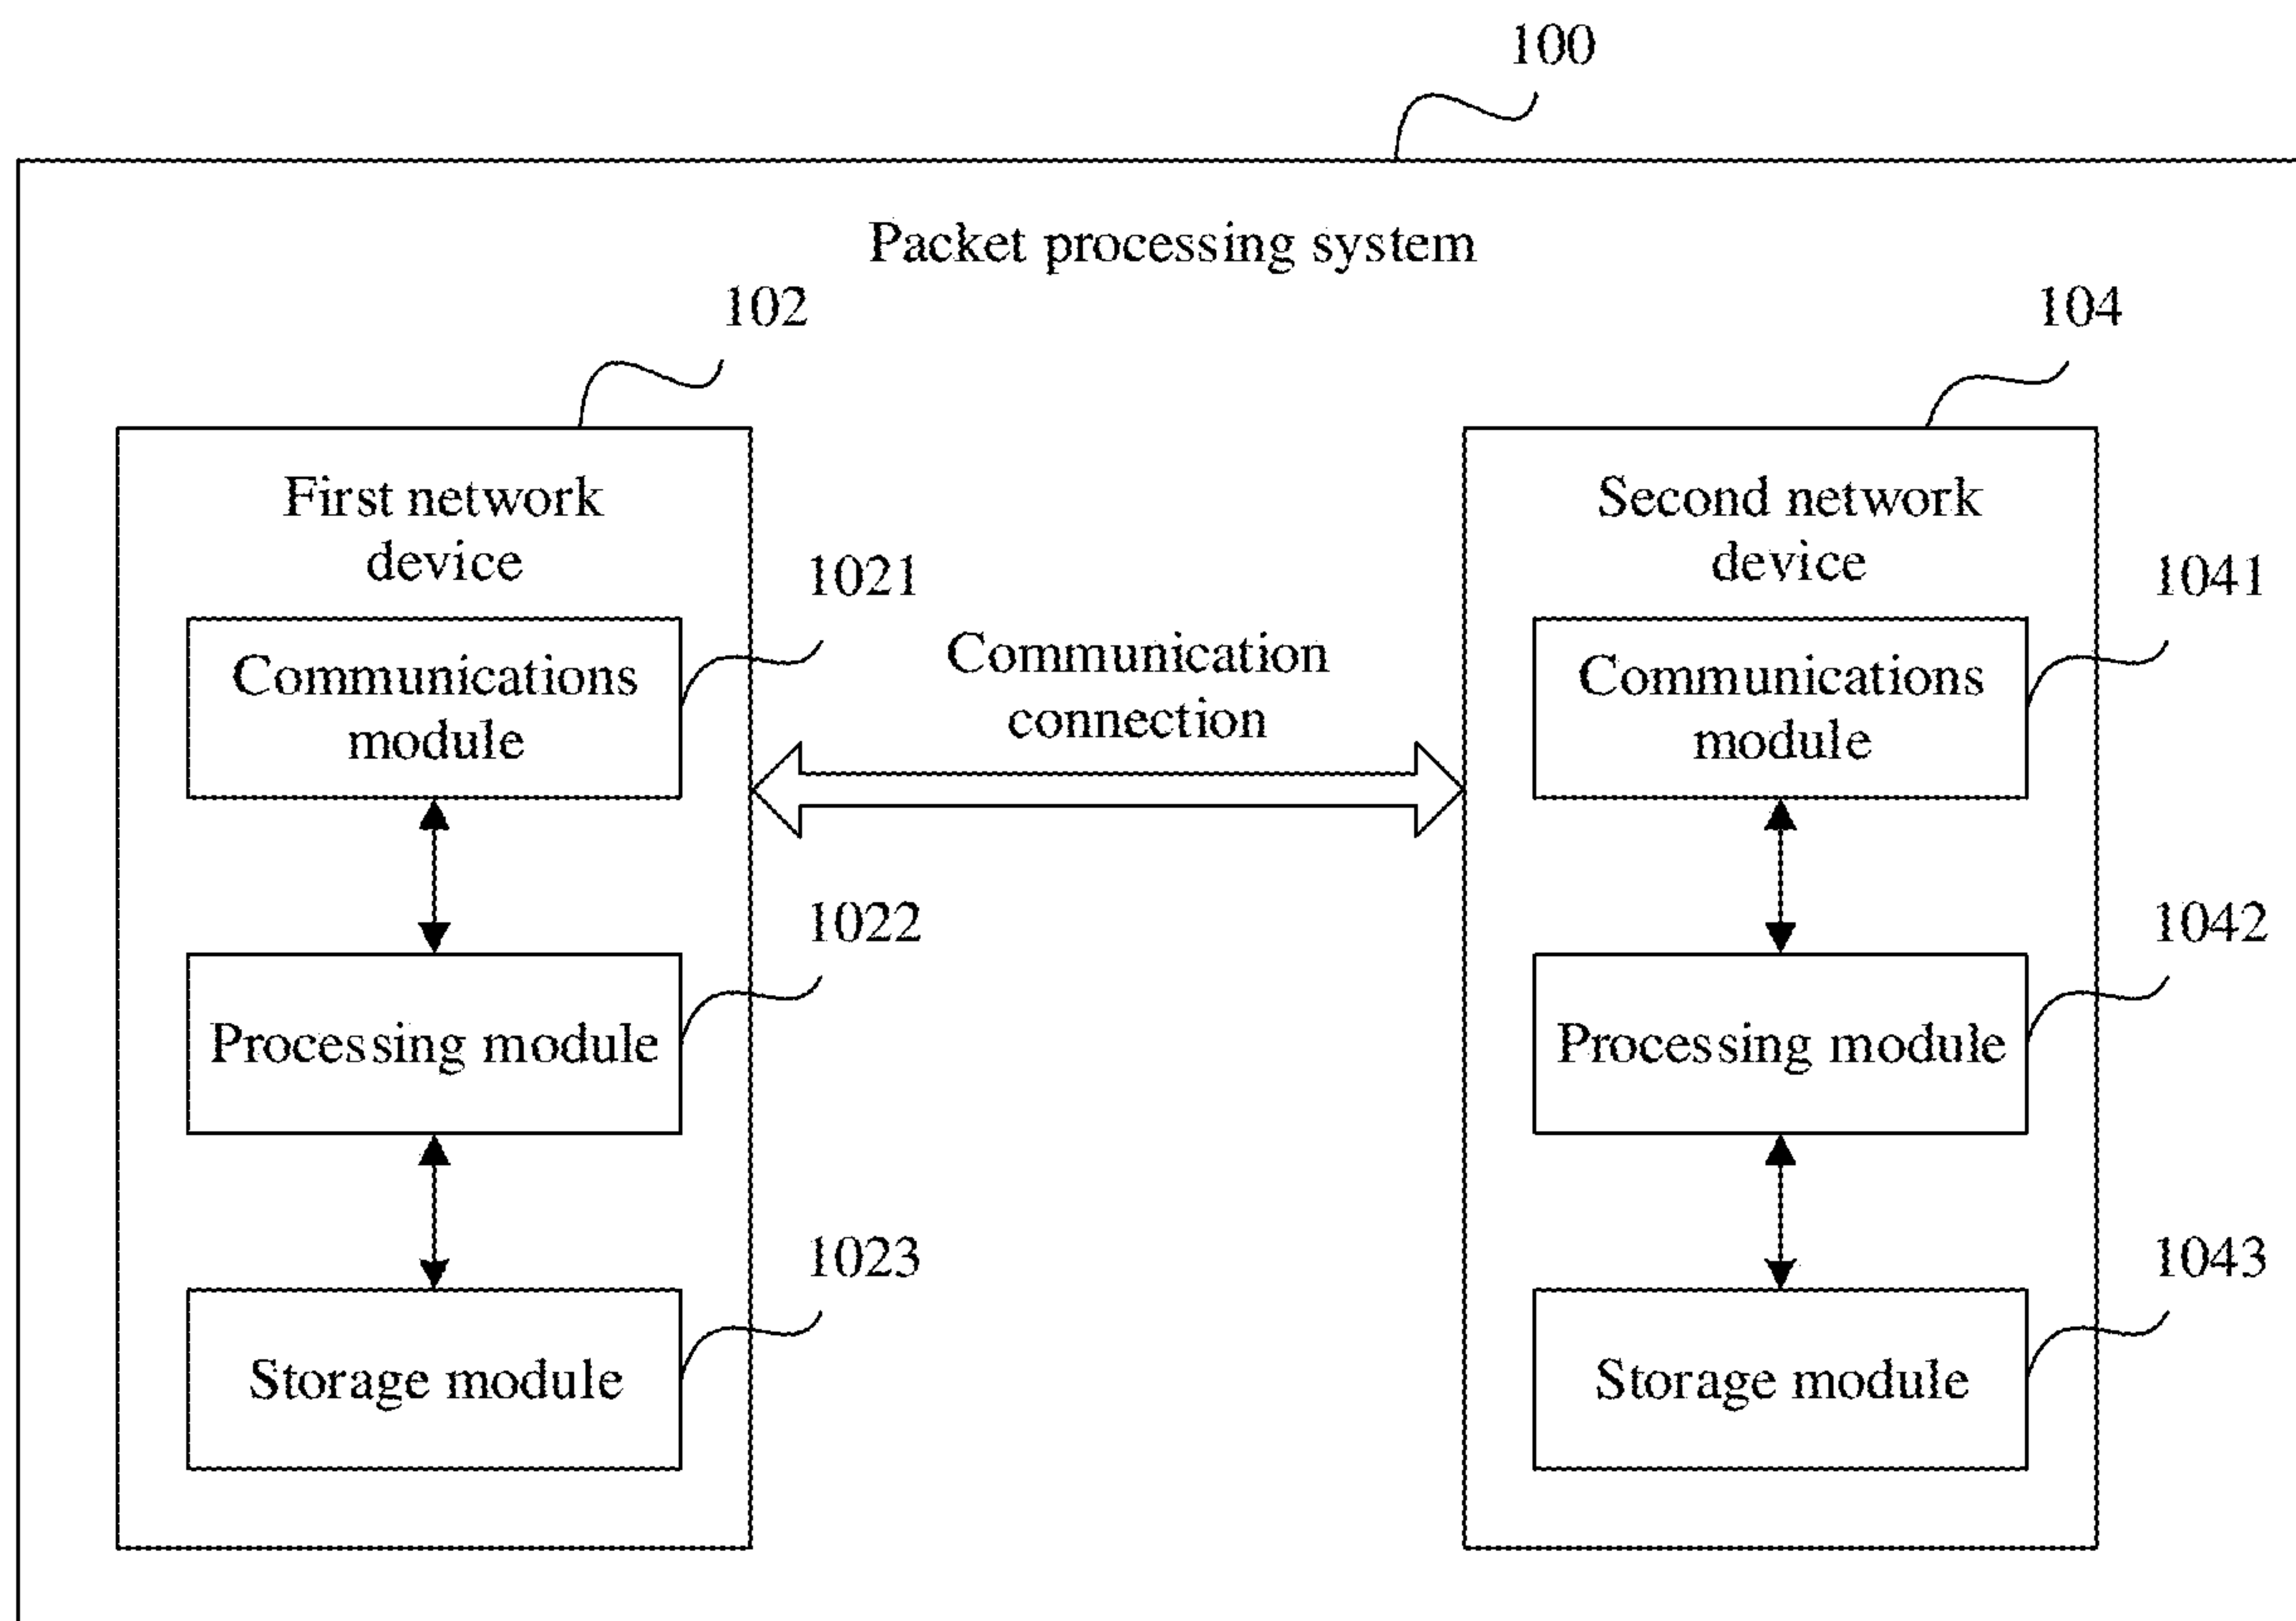 100
Packet processing system
102
104
First network
device
Second network
device
1021
1041
Communications
module
Communication
connection
Communications
module
1022
1042
Processing module
Processing module
1023
1043
Storage module
Storage module